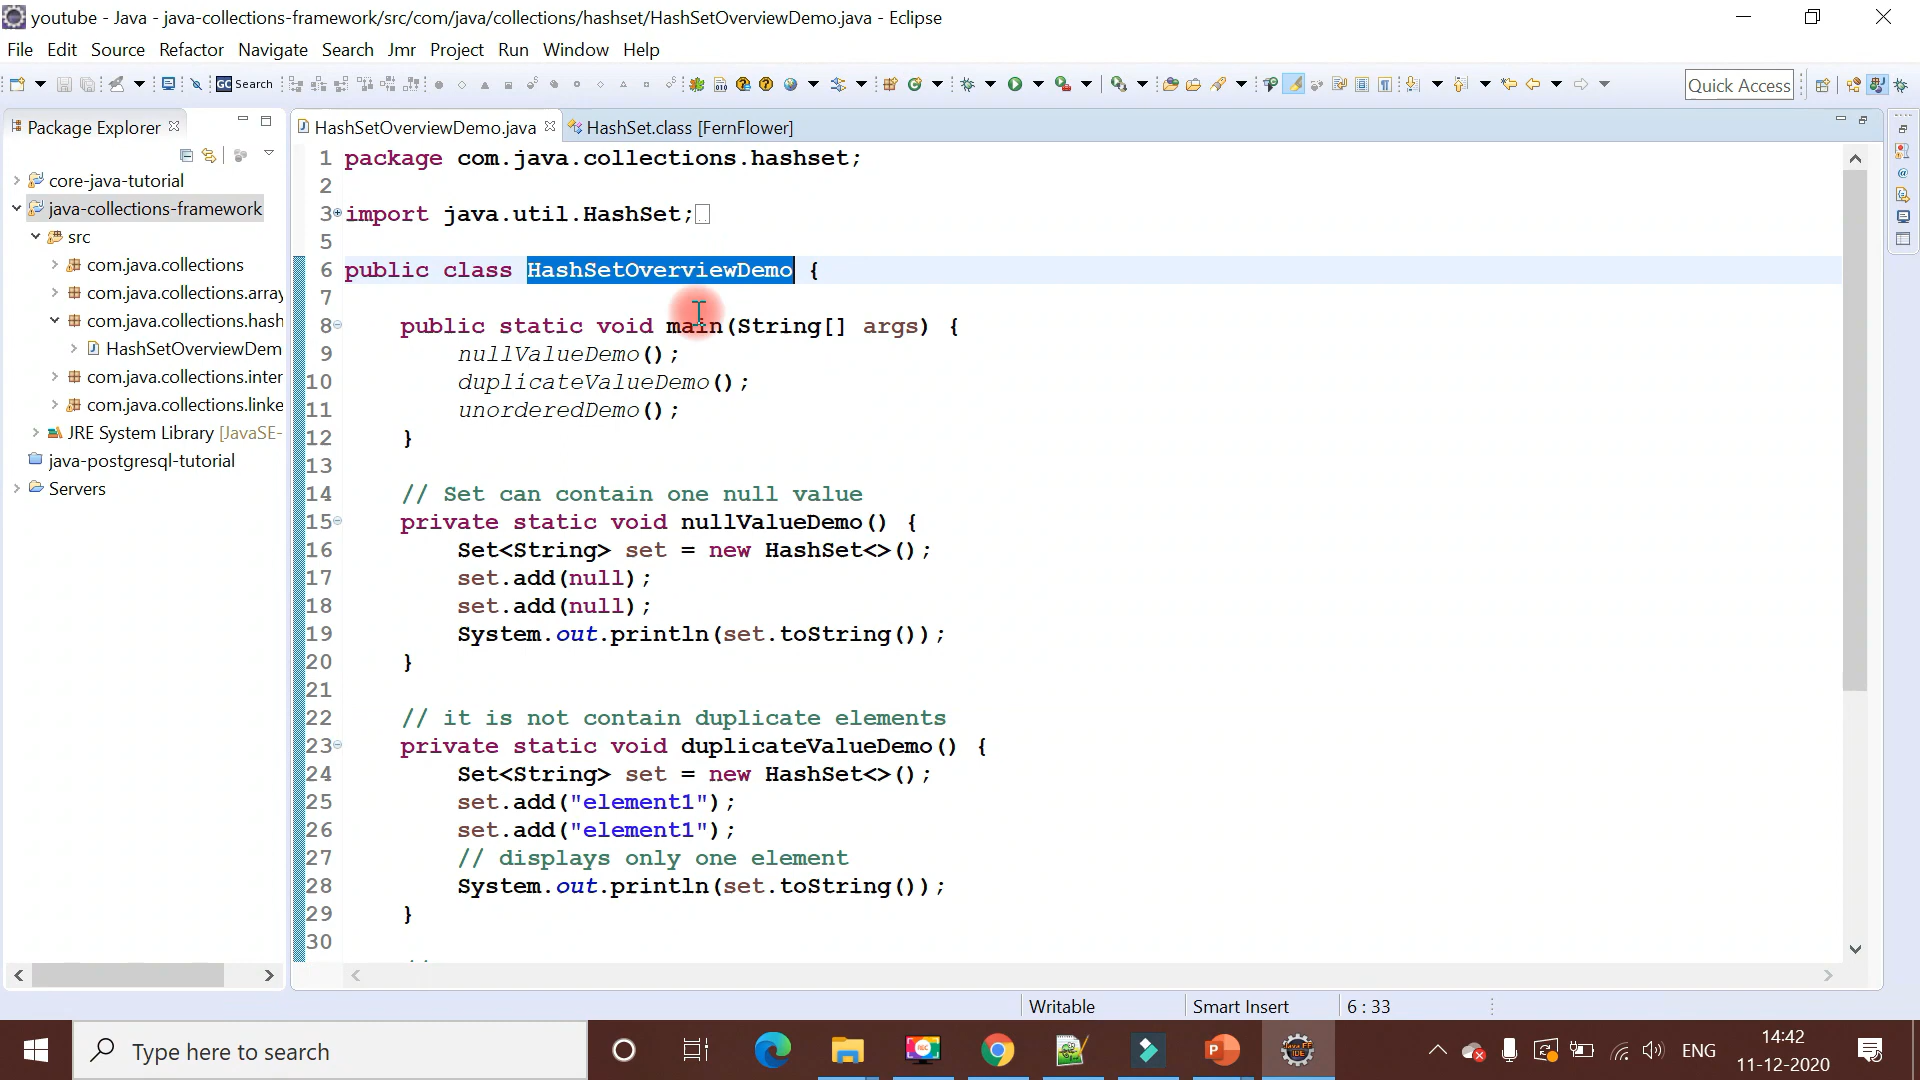 youtube - Java - java-collections-framework/src/com/java/collections/hashset/HashSetOverviewDemo.java - Eclipse
File Edit Source Refactor Navigate Search Jmr Project Run Window Help
GC Search
Quick Access
Package Explorer
HashSetOverviewDemo.java
HashSet.class [FernFlower]
core-java-tutorial
java-collections-framework
src
com.java.collections
com.java.collections.array
com.java.collections.hash
HashSetOverviewDem
com.java.collections.inter
com.java.collections.linke
JRE System Library [JavaSE-
java-postgresql-tutorial
Servers
1 package com.java.collections.hashset;
2
3 import java.util.HashSet;
5
6 public class HashSetOverviewDemo {
7
8 public static void main(String[] args) {
9 nullValueDemo();
10 duplicateValueDemo();
11 unorderedDemo();
12 }
13
14 // Set can contain one null value
15 private static void nullValueDemo() {
16 Set<String> set = new HashSet<>();
17 set.add(null);
18 set.add(null);
19 System.out.println(set.toString());
20 }
21
22 // it is not contain duplicate elements
23 private static void duplicateValueDemo() {
24 Set<String> set = new HashSet<>();
25 set.add("element1");
26 set.add("element1");
27 // displays only one element
28 System.out.println(set.toString());
29 }
30
Writable
Smart Insert
6 : 33
Type here to search
ENG
14:42
11-12-2020